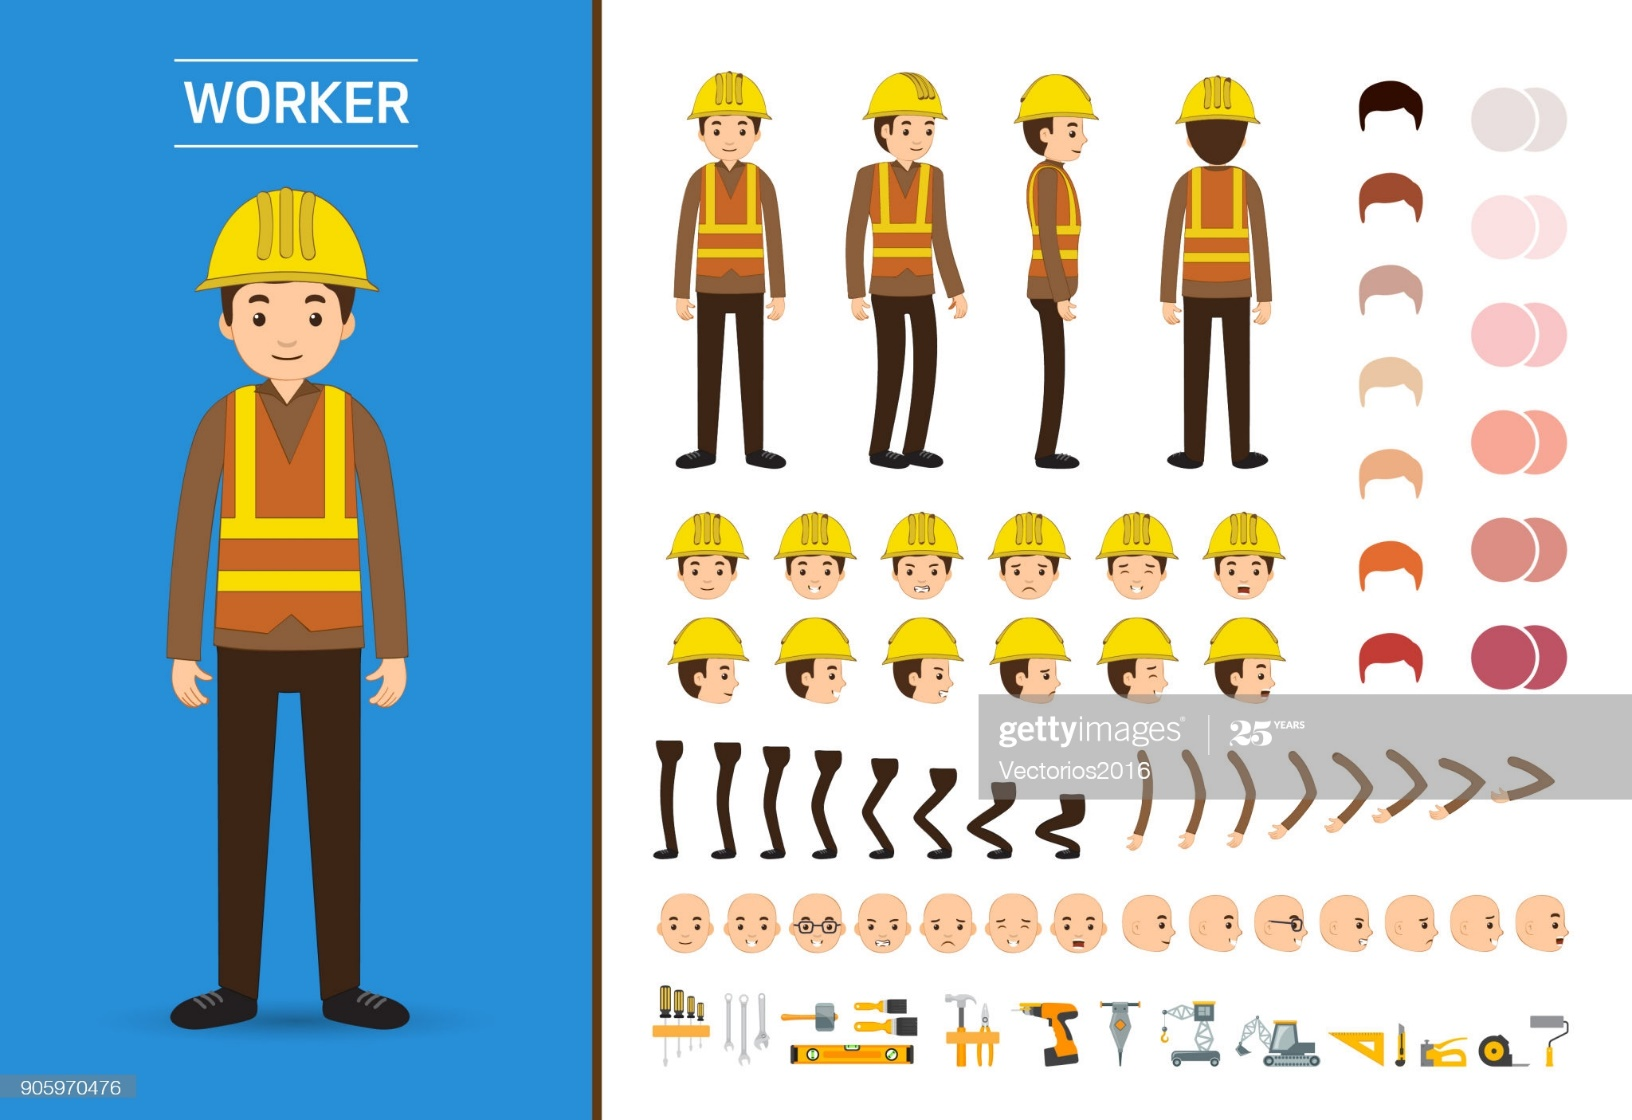 WORKER
gettyimages®
25 YEARS
Vectorios2016
905970476